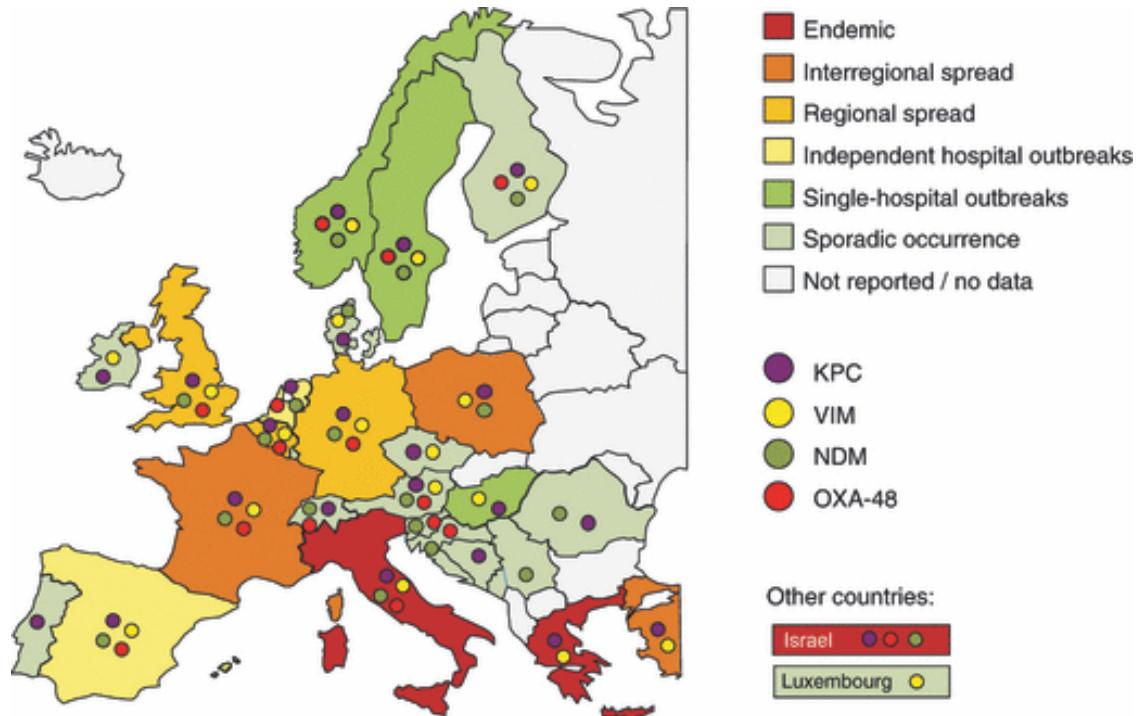 Endemic
Interregional spread
Regional spread
Independent hospital outbreaks
Single-hospital outbreaks
Sporadic occurrence
Not reported / no data
KPC
VIM
NDM
OXA-48
Other countries:
Israel
Luxembourg